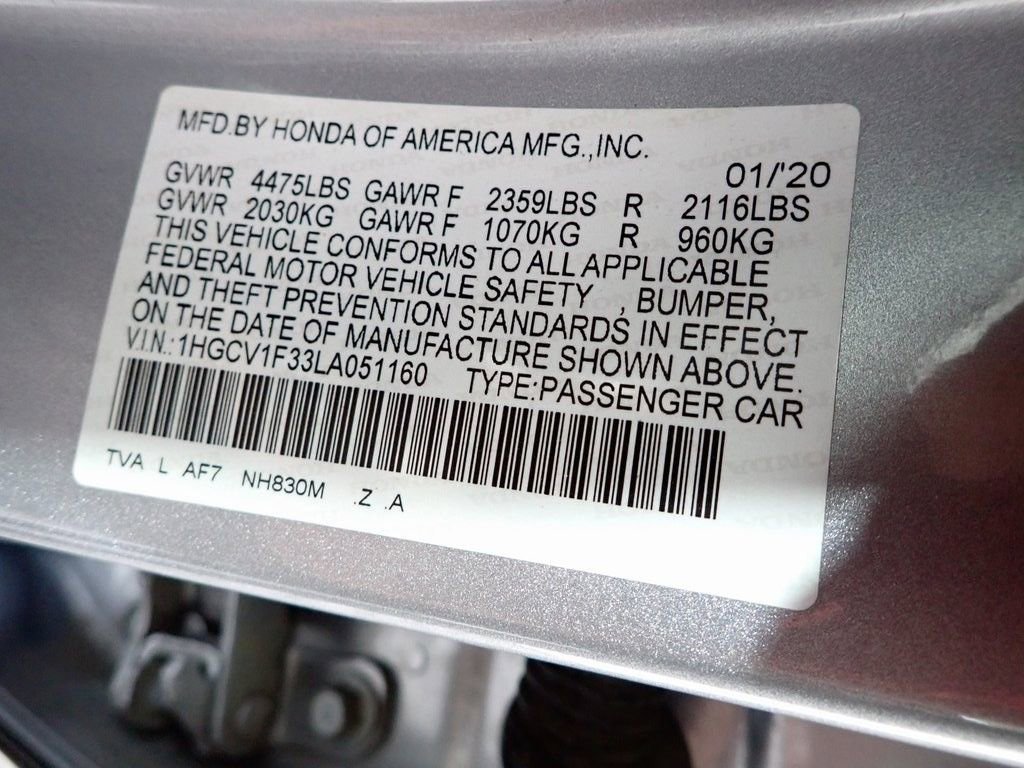 MFD.BY HONDA OF AMERICA MFG.,INC.
01/'20
GVWR 4475LBS GAWR F 2359LBS R 2116LBS
GVWR 2030KG GAWR F 1070KG R 960KG
THIS VEHICLE CONFORMS TO ALL APPLICABLE
FEDERAL MOTOR VEHICLE SAFETY , BUMPER,
AND THEFT PREVENTION STANDARDS IN EFFECT
ON THE DATE OF MANUFACTURE SHOWN ABOVE.
V.I.N.: 1HGCV1F33LA051160 TYPE:PASSENGER CAR
TVA L AF7 NH830M .Z .A